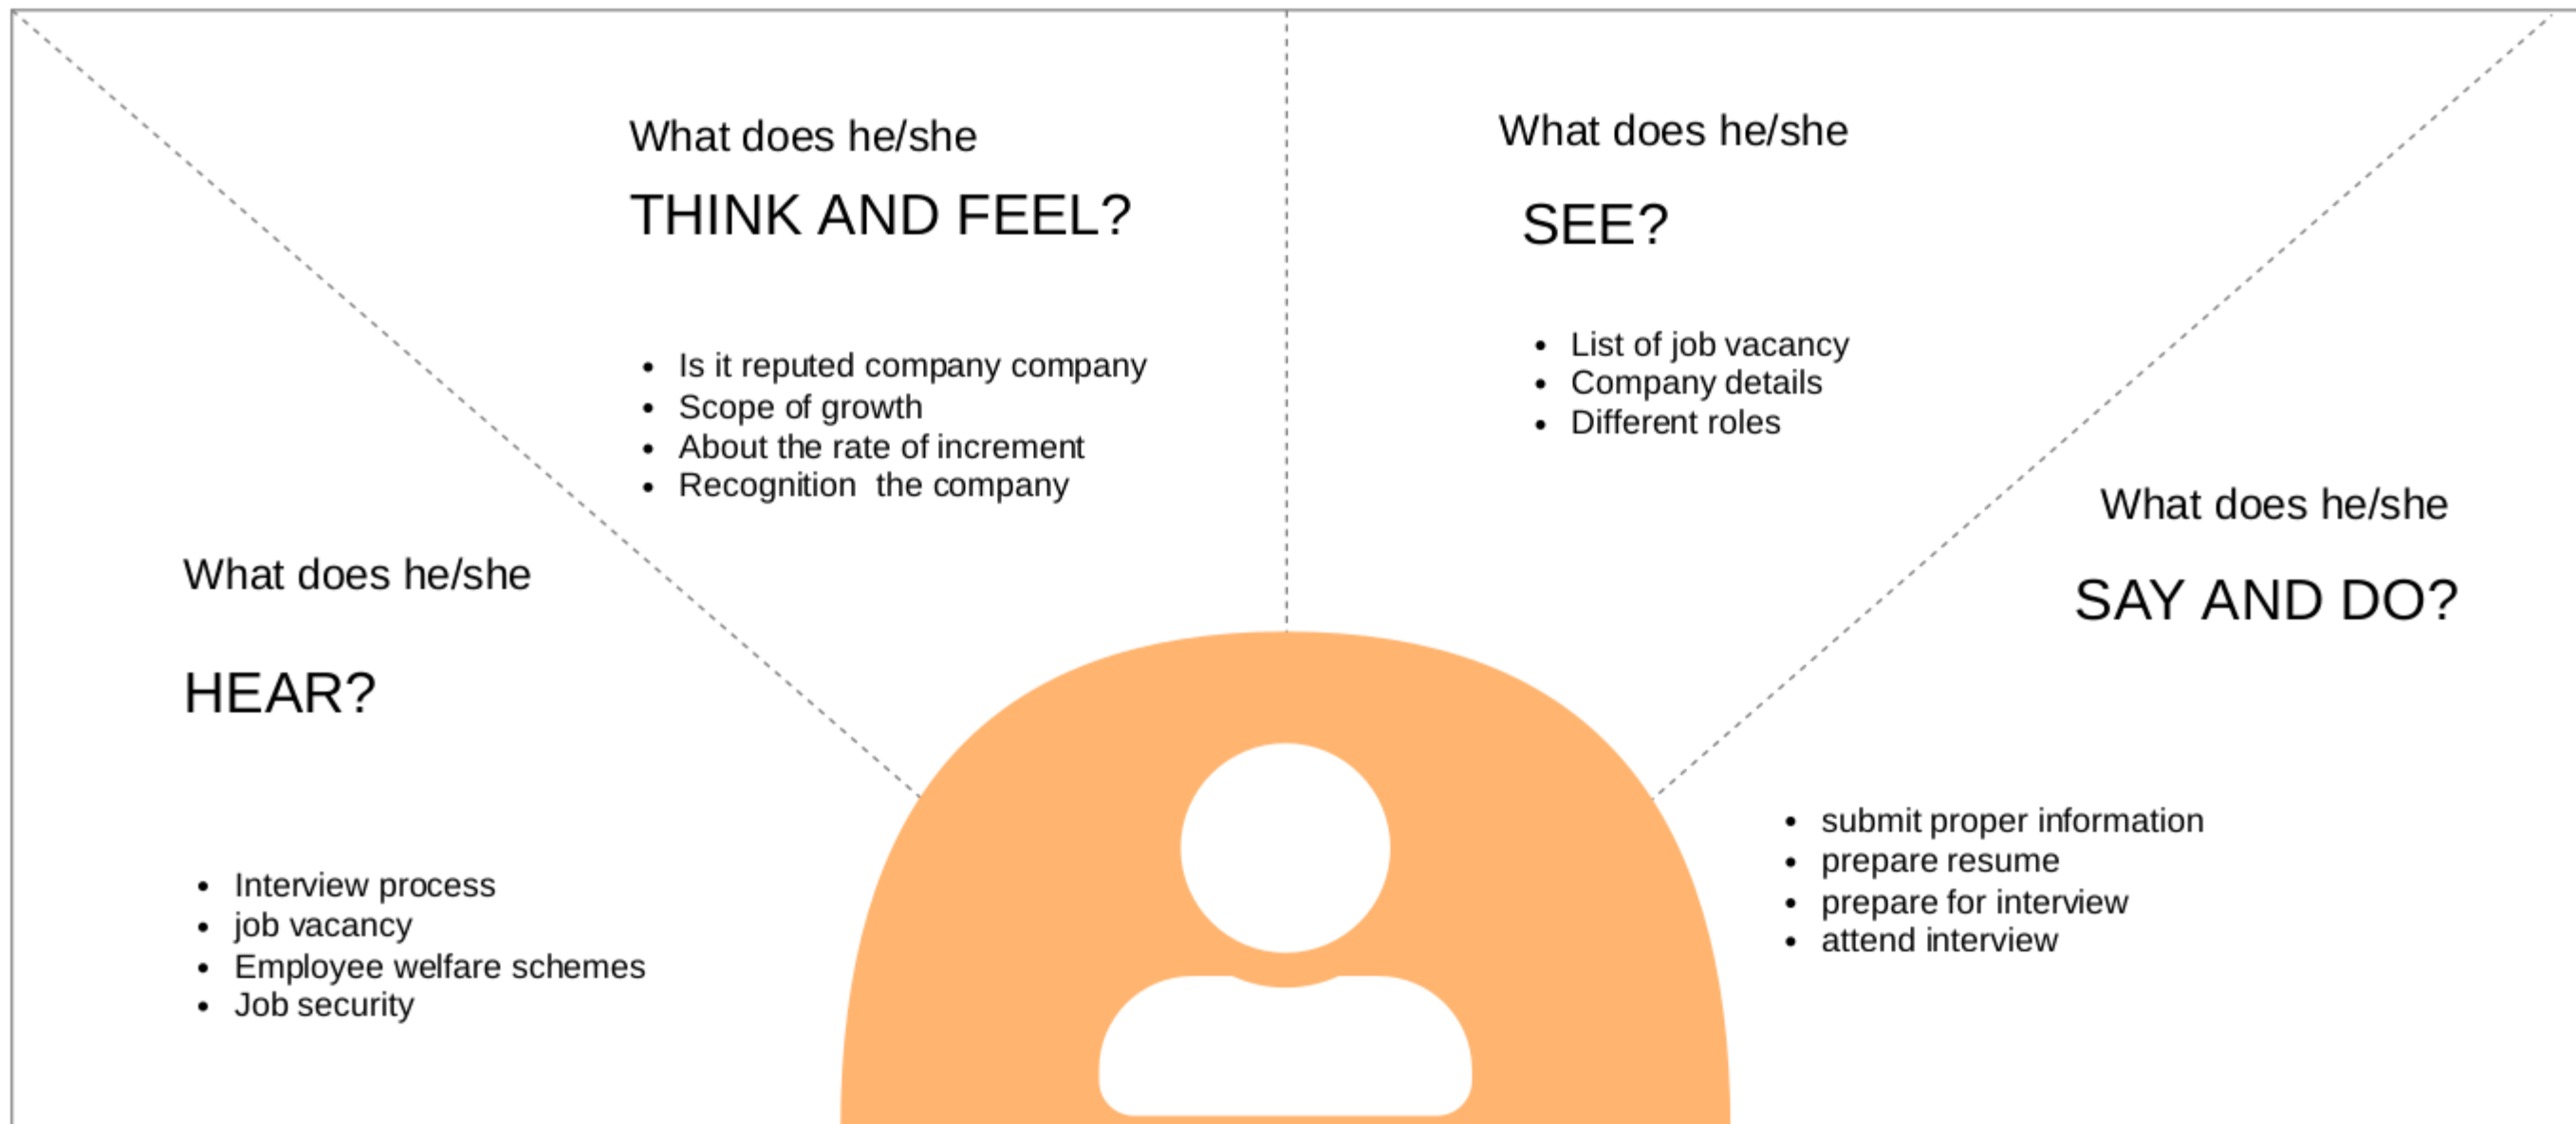 What does he/she
THINK AND FEEL?
• Is it reputed company company
• Scope of growth
• About the rate of increment
• Recognition  the company
What does he/she
SEE?
• List of job vacancy
• Company details
• Different roles
What does he/she
HEAR?
• Interview process
• job vacancy
• Employee welfare schemes
• Job security
What does he/she
SAY AND DO?
• submit proper information
• prepare resume
• prepare for interview
• attend interview